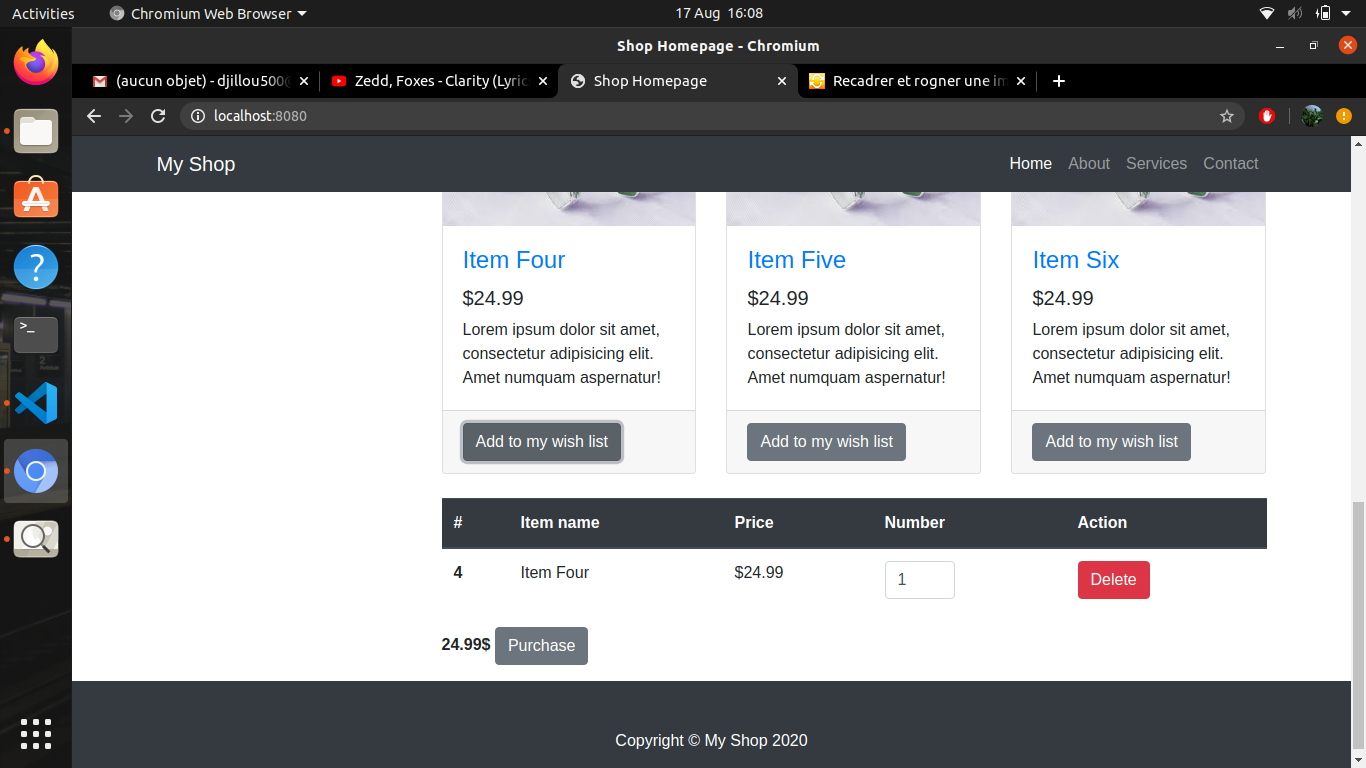 Activities
Chromium Web Browser
17 Aug 16:08
Shop Homepage - Chromium
(aucun objet) - djillou500
Zedd, Foxes - Clarity (Lyric
Shop Homepage
Recadrer et rogner une im
localhost:8080
My Shop
Home About Services Contact
Item Four
$24.99
Lorem ipsum dolor sit amet,
consectetur adipisicing elit.
Amet numquam aspernatur!
Add to my wish list
Item Five
$24.99
Lorem ipsum dolor sit amet,
consectetur adipisicing elit.
Amet numquam aspernatur!
Add to my wish list
Item Six
$24.99
Lorem ipsum dolor sit amet,
consectetur adipisicing elit.
Amet numquam aspernatur!
Add to my wish list
# Item name Price Number Action
4 Item Four $24.99 1 Delete
24.99$ Purchase
Copyright © My Shop 2020